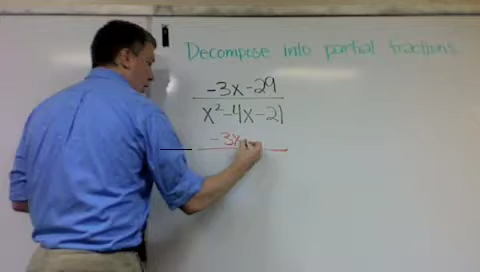 Decompose into partial fractions
-3x-29
x²-4x-21
-3x